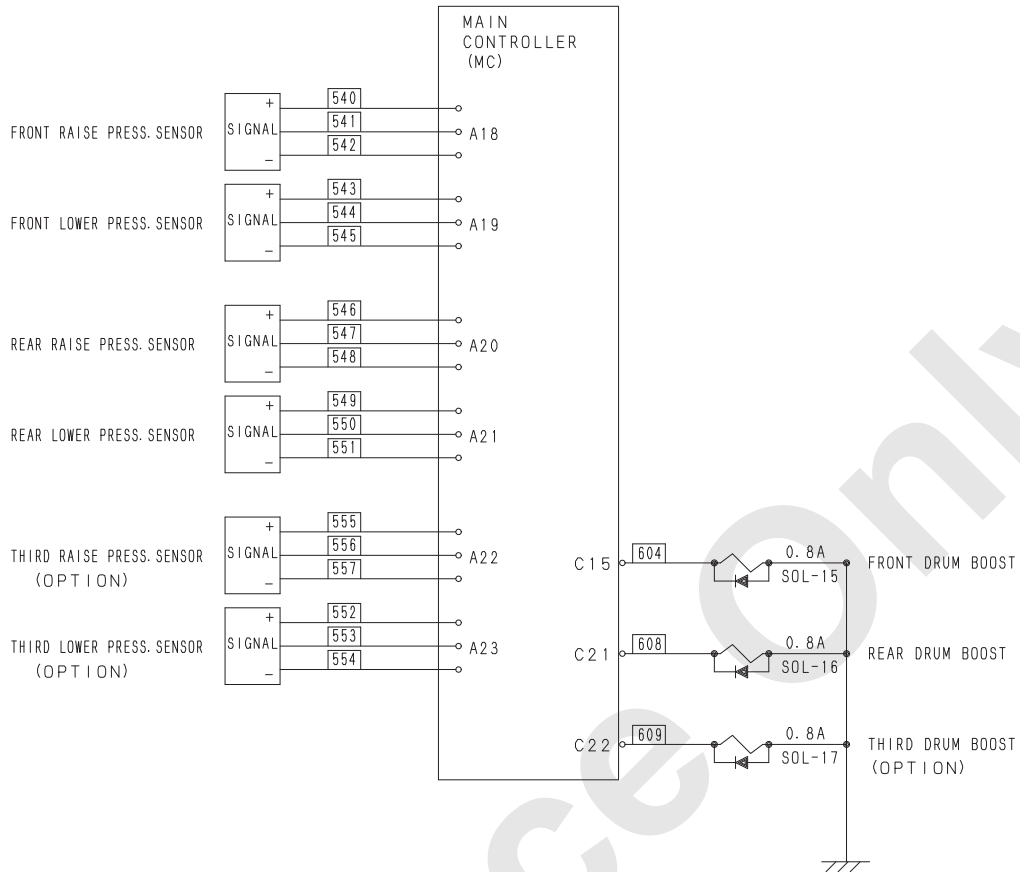 MAIN
CONTROLLER
(MC)
540
+
FRONT RAISE PRESS. SENSOR
SIGNAL
541
A18
542
−
543
+
FRONT LOWER PRESS. SENSOR
SIGNAL
544
A19
545
−
546
+
REAR RAISE PRESS. SENSOR
SIGNAL
547
A20
548
−
549
+
REAR LOWER PRESS. SENSOR
SIGNAL
550
A21
551
−
555
+
THIRD RAISE PRESS. SENSOR
(OPTION)
SIGNAL
556
A22
557
−
552
+
THIRD LOWER PRESS. SENSOR
(OPTION)
SIGNAL
553
A23
554
−
C15
604
0.8A
SOL-15
FRONT DRUM BOOST
C21
608
0.8A
SOL-16
REAR DRUM BOOST
C22
609
0.8A
SOL-17
THIRD DRUM BOOST
(OPTION)
ce Only